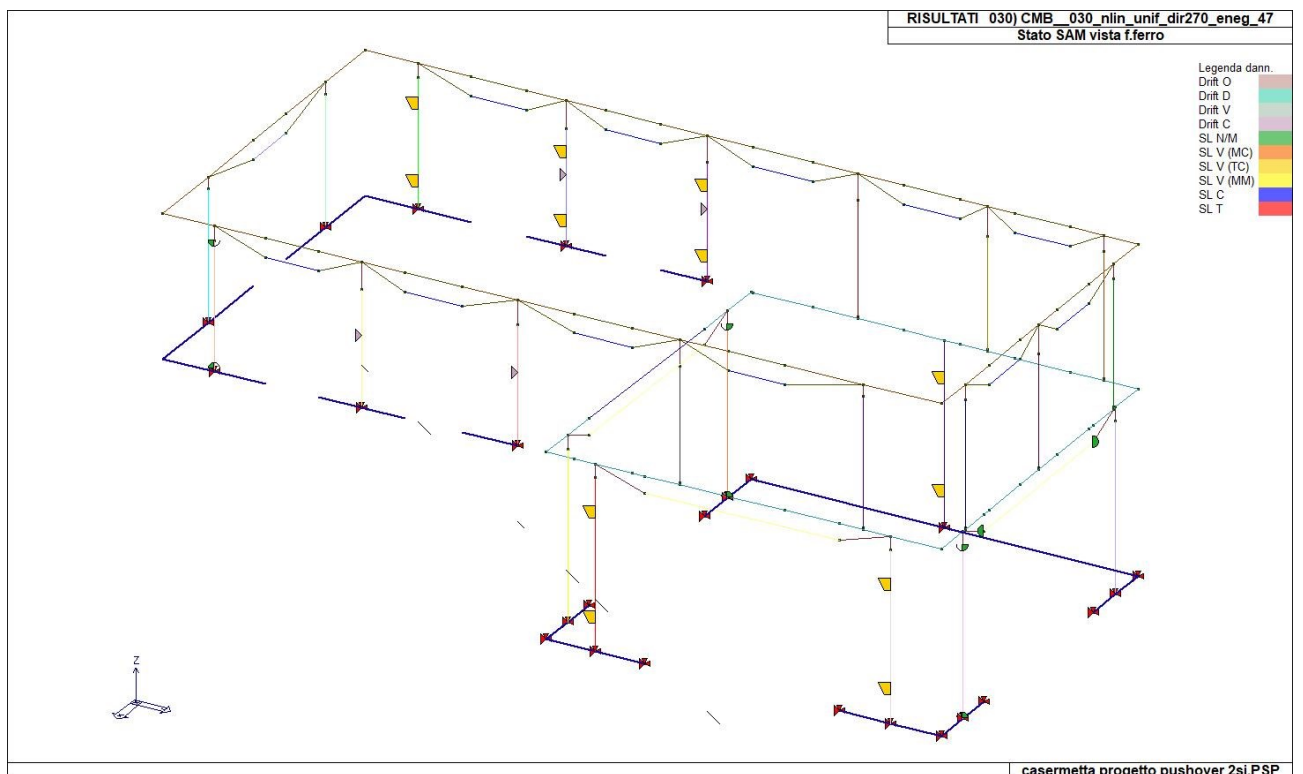 RISULTATI 030) CMB__030_nlin_unif_dir270_eneg_47
Stato SAM vista f.ferro
Legenda dann.
Drift O
Drift D
Drift V
Drift C
SL N/M
SL V (MC)
SL V (TC)
SL V (MM)
SL C
SL T
Z
casermetta progetto pushover 2si.PSP